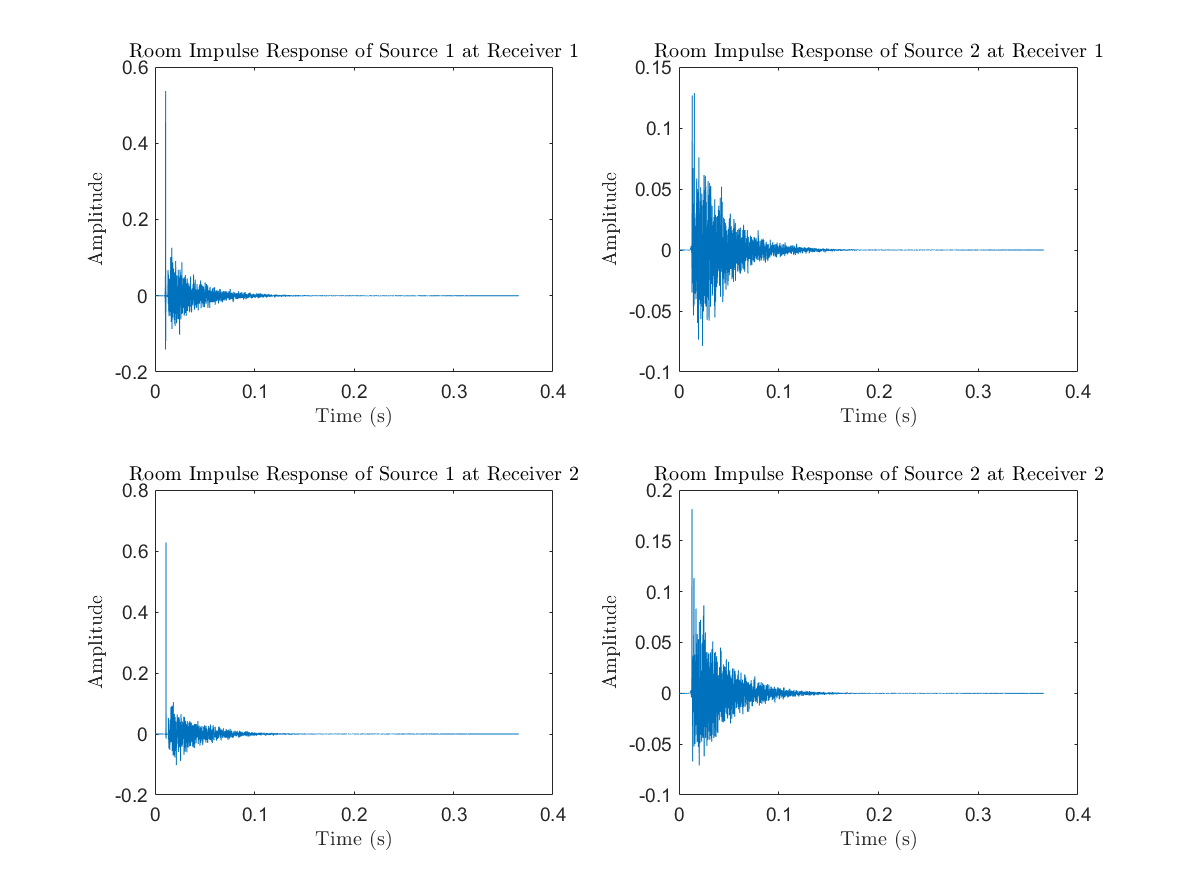 Room Impulse Response of Source 1 at Receiver 1
0.6
0.4
0.2
0
-0.2
Amplitude
0 0.1 0.2 0.3 0.4
Time (s)
Room Impulse Response of Source 2 at Receiver 1
0.15
0.1
0.05
0
-0.05
-0.1
Amplitude
0 0.1 0.2 0.3 0.4
Time (s)
Room Impulse Response of Source 1 at Receiver 2
0.8
0.6
0.4
0.2
0
-0.2
Amplitude
0 0.1 0.2 0.3 0.4
Time (s)
Room Impulse Response of Source 2 at Receiver 2
0.2
0.15
0.1
0.05
0
-0.05
-0.1
Amplitude
0 0.1 0.2 0.3 0.4
Time (s)